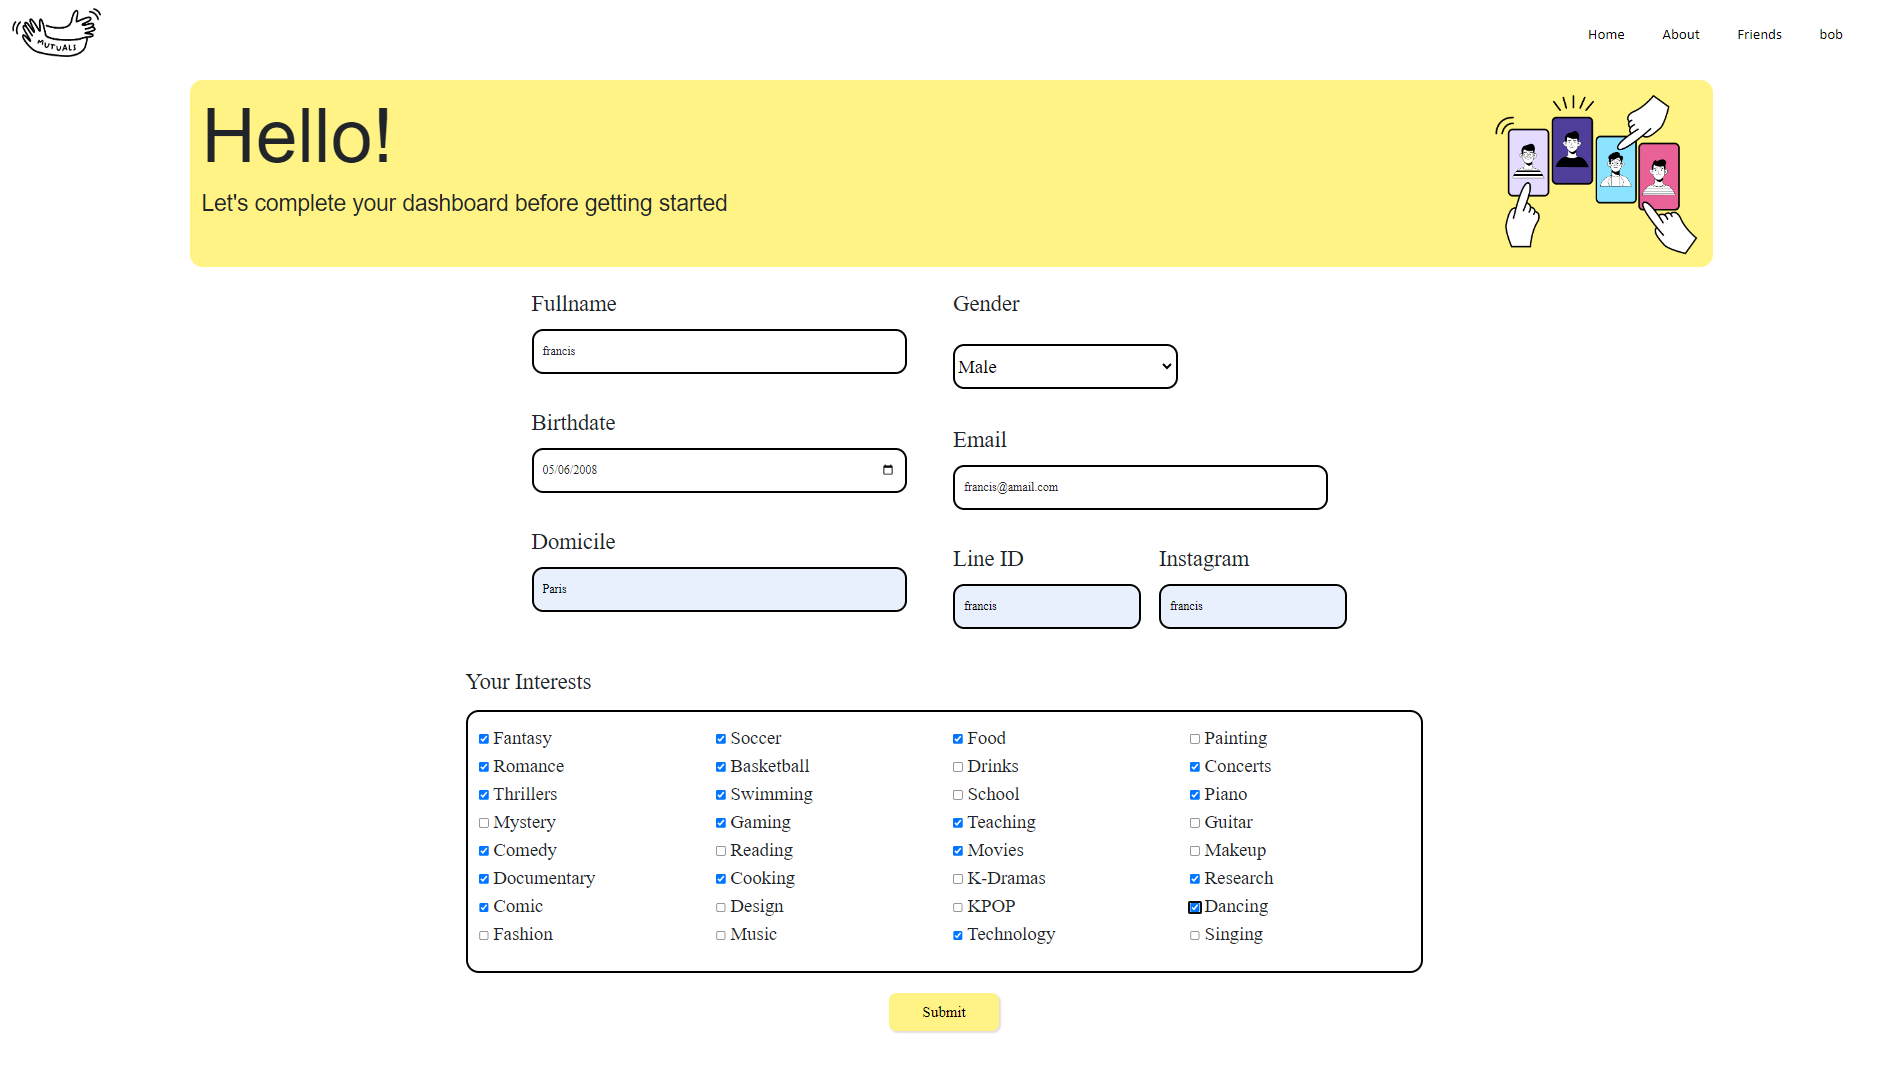 MUTUALS
Home About Friends bob
Hello!
Let's complete your dashboard before getting started
Fullname
francis
Gender
Male
Birthdate
05/06/2008
Email
francis@amail.com
Domicile
Paris
Line ID
francis
Instagram
francis
Your Interests
Fantasy Soccer Food Painting
Romance Basketball Drinks Concerts
Thrillers Swimming School Piano
Mystery Gaming Teaching Guitar
Comedy Reading Movies Makeup
Documentary Cooking K-Dramas Research
Comic Design KPOP Dancing
Fashion Music Technology Singing
Submit